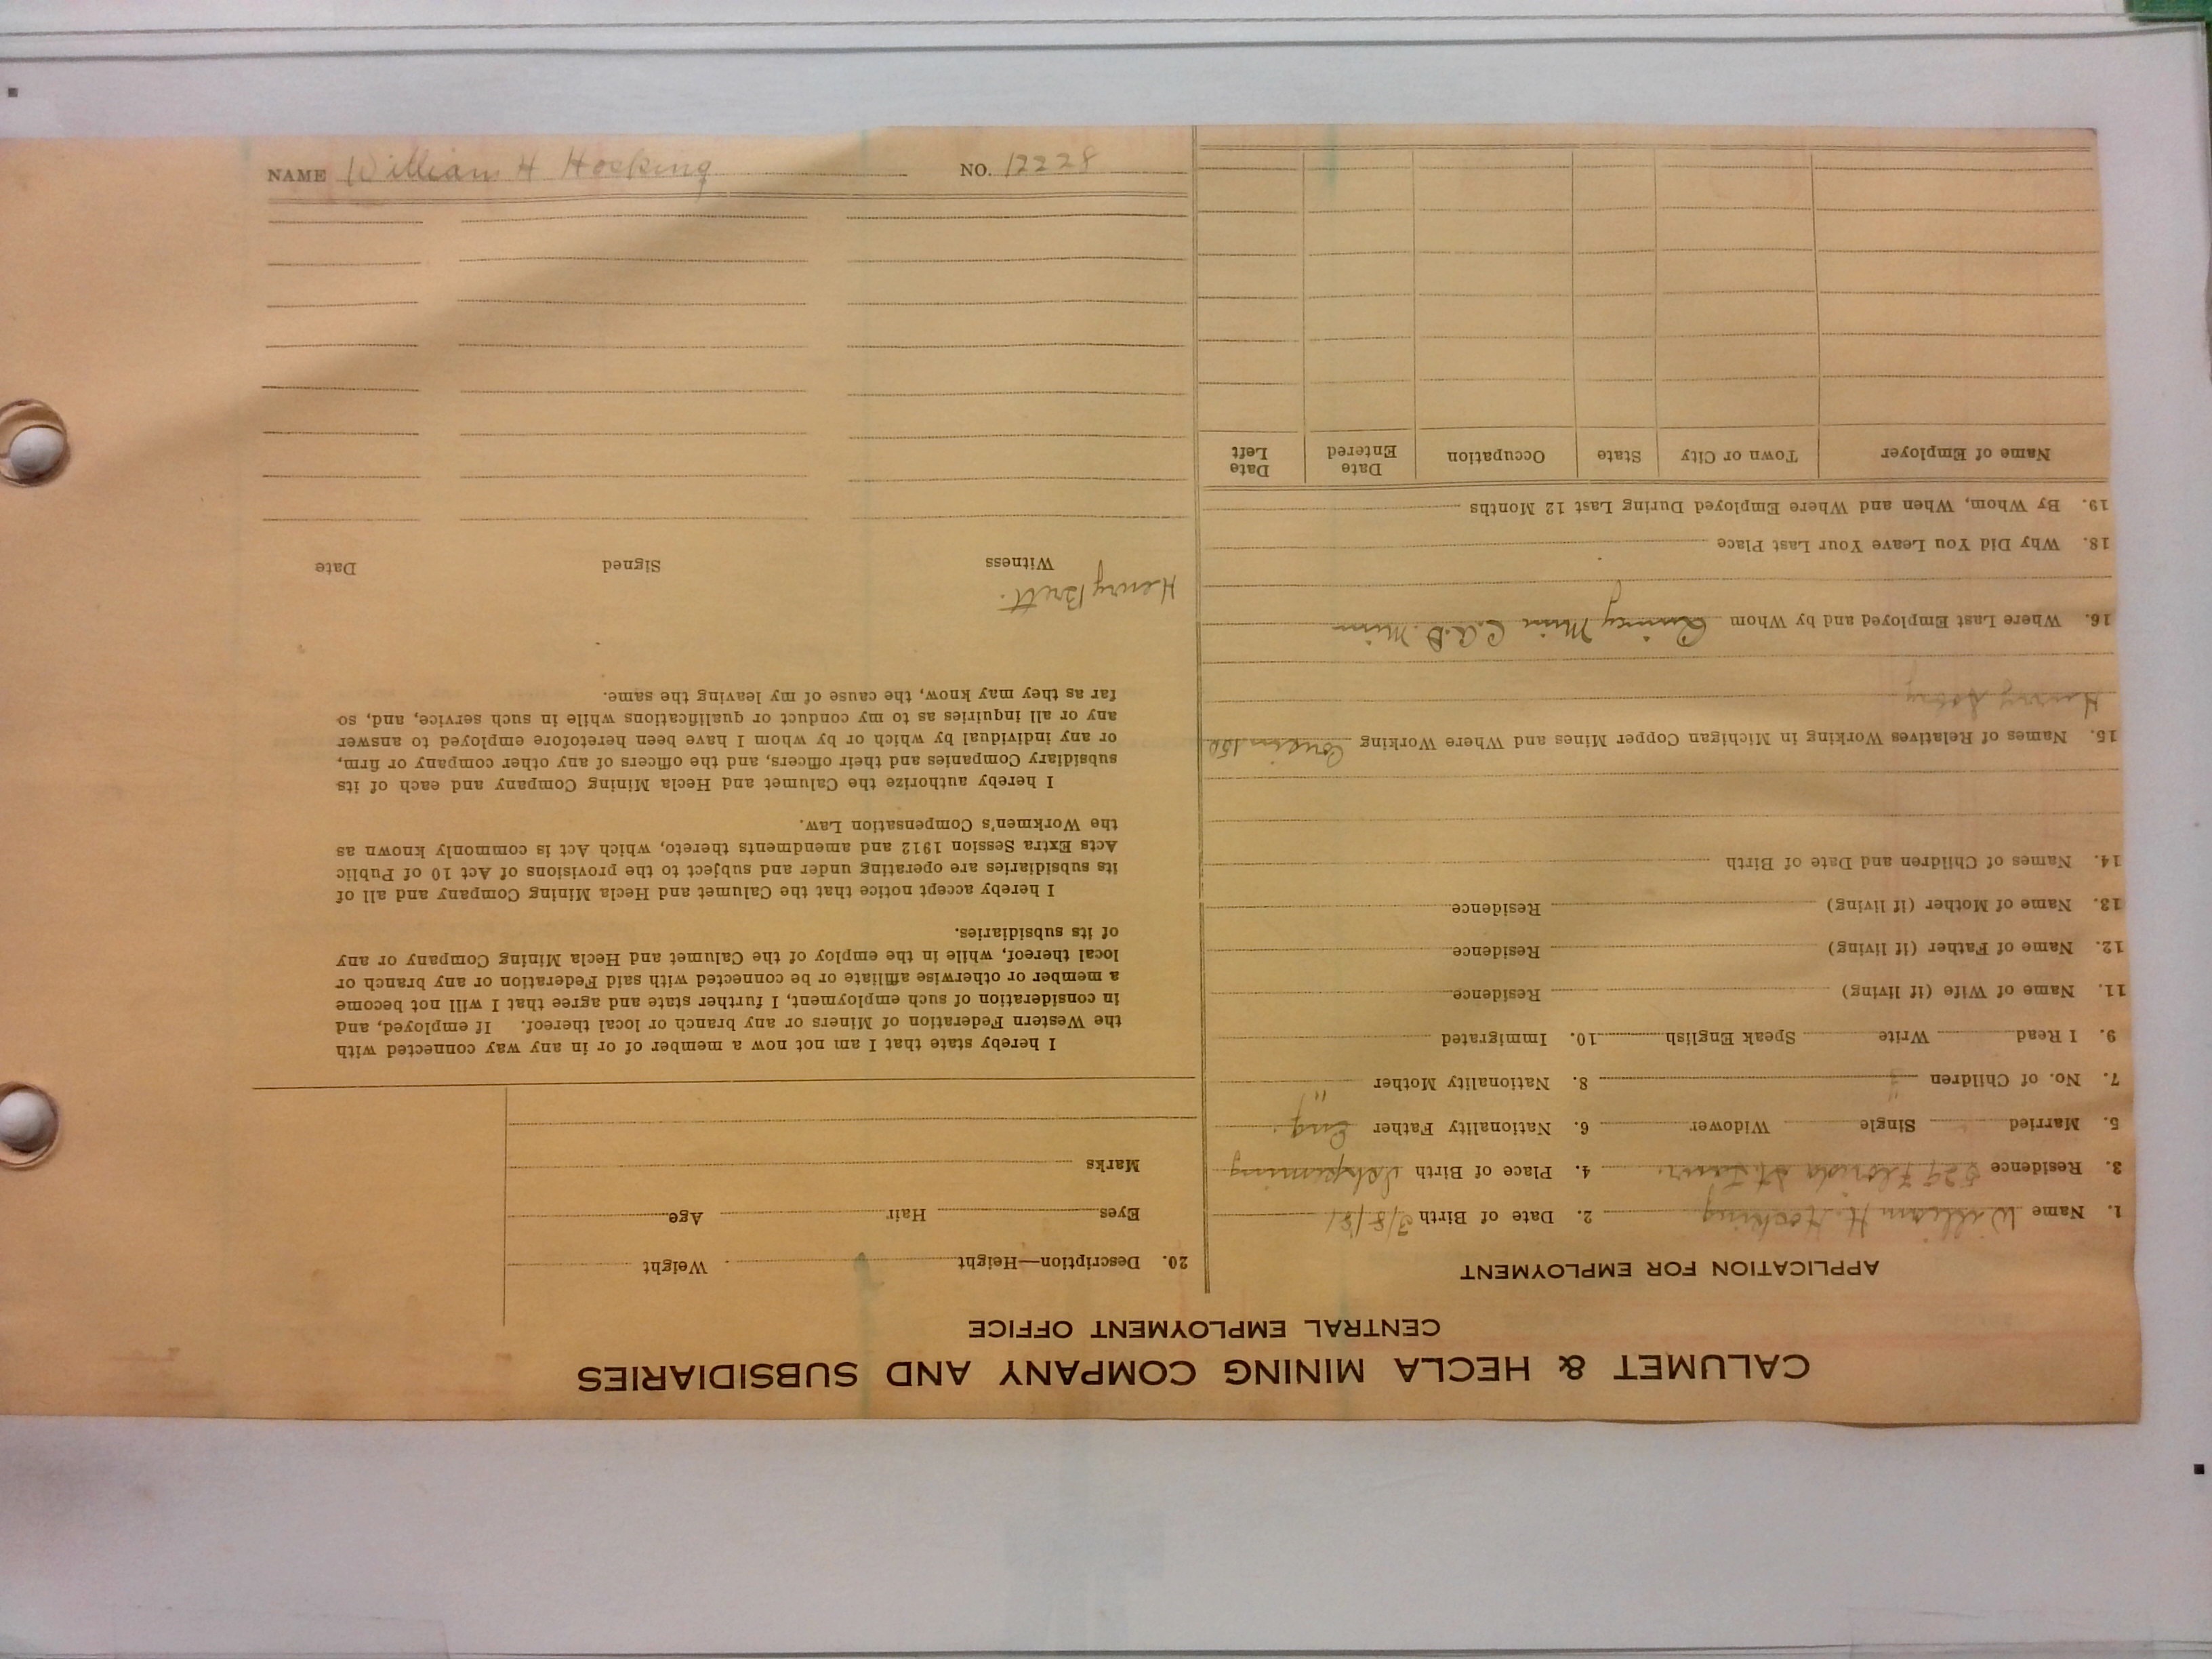 CALUMET & HECLA MINING COMPANY AND SUBSIDIARIES
CENTRAL EMPLOYMENT OFFICE
APPLICATION FOR EMPLOYMENT
1. Name William H. Hocking 2. Date of Birth 3/8/81
3. Residence 529 Florida St. Laur. 4. Place of Birth Ishpeming
5. Married Single Widower 6. Nationality Father Eng.
7. No. of Children 8. Nationality Mother "
9. I Read Write Speak English 10. Immigrated
11. Name of Wife (if living) Residence
12. Name of Father (if living) Residence
13. Name of Mother (if living) Residence
14. Names of Children and Date of Birth
15. Names of Relatives Working in Michigan Copper Mines and Where Working Cousin
Henry
16. Where Last Employed and by Whom Quincy Mine
18. Why Did You Leave Your Last Place
19. By Whom, When and Where Employed During Last 12 Months
Name of Employer Town or City State Occupation Date Entered Date Left
20. Description—Height Weight
Eyes Hair Age
Marks
I hereby state that I am not now a member of or in any way connected with
the Western Federation of Miners or any branch or local thereof. If employed, and
in consideration of such employment, I further state and agree that I will not become
a member or otherwise affiliate or be connected with said Federation or any branch or
local thereof, while in the employ of the Calumet and Hecla Mining Company or any
of its subsidiaries.
I hereby accept notice that the Calumet and Hecla Mining Company and all of
its subsidiaries are operating under and subject to the provisions of Act 10 of Public
Acts Extra Session 1912 and amendments thereto, which Act is commonly known as
the Workmen's Compensation Law.
I hereby authorize the Calumet and Hecla Mining Company and each of its
subsidiary Companies and their officers, and the officers of any other company or firm,
or any individual by which or by whom I have been heretofore employed to answer
any or all inquiries as to my conduct or qualifications while in such service, and, so
far as they may know, the cause of my leaving the same.
Henry Brett.
Witness Signed Date
NAME William H Hocking NO. 12228